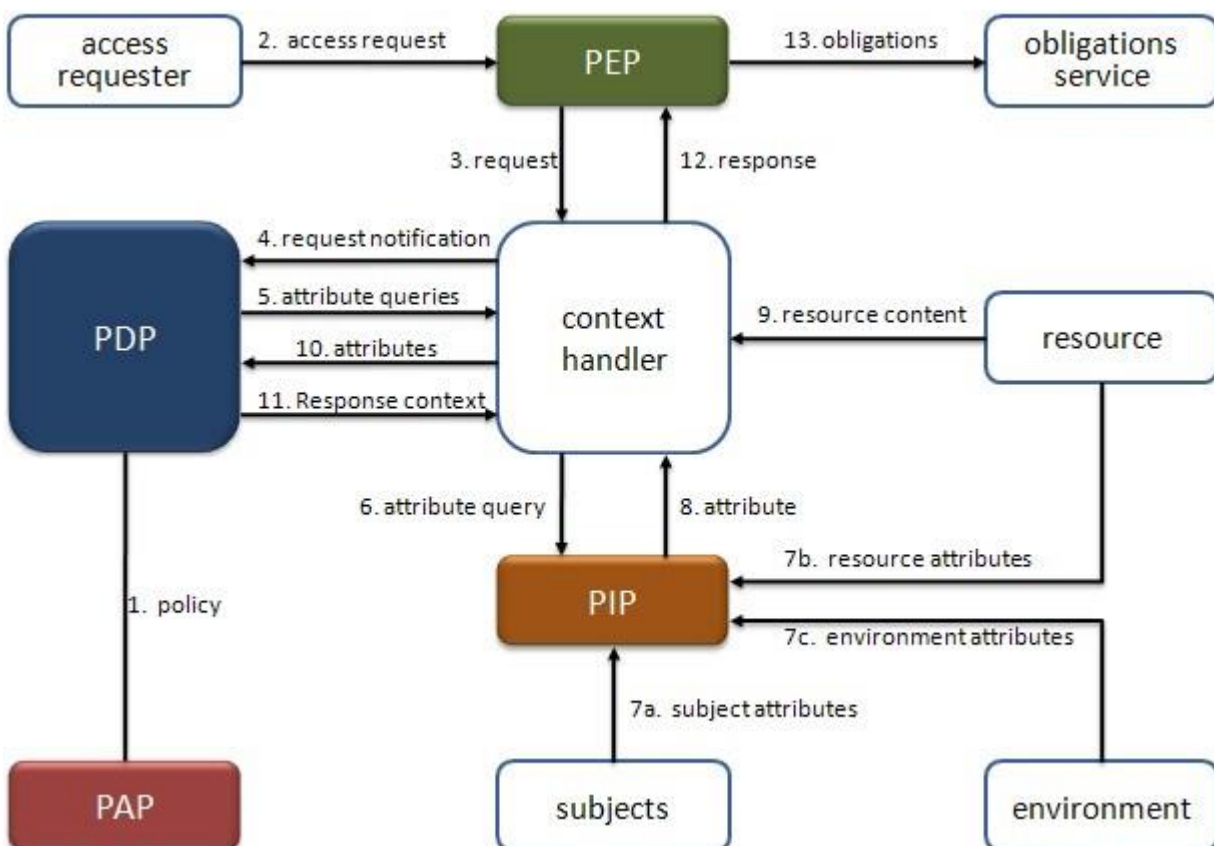 access
requester
2. access request
PEP
13. obligations
obligations
service
3. request
12. response
PDP
4. request notification
5. attribute queries
10. attributes
11. Response context
context
handler
9. resource content
resource
6. attribute query
8. attribute
7b. resource attributes
PIP
7c. environment attributes
1. policy
7a. subject attributes
PAP
subjects
environment